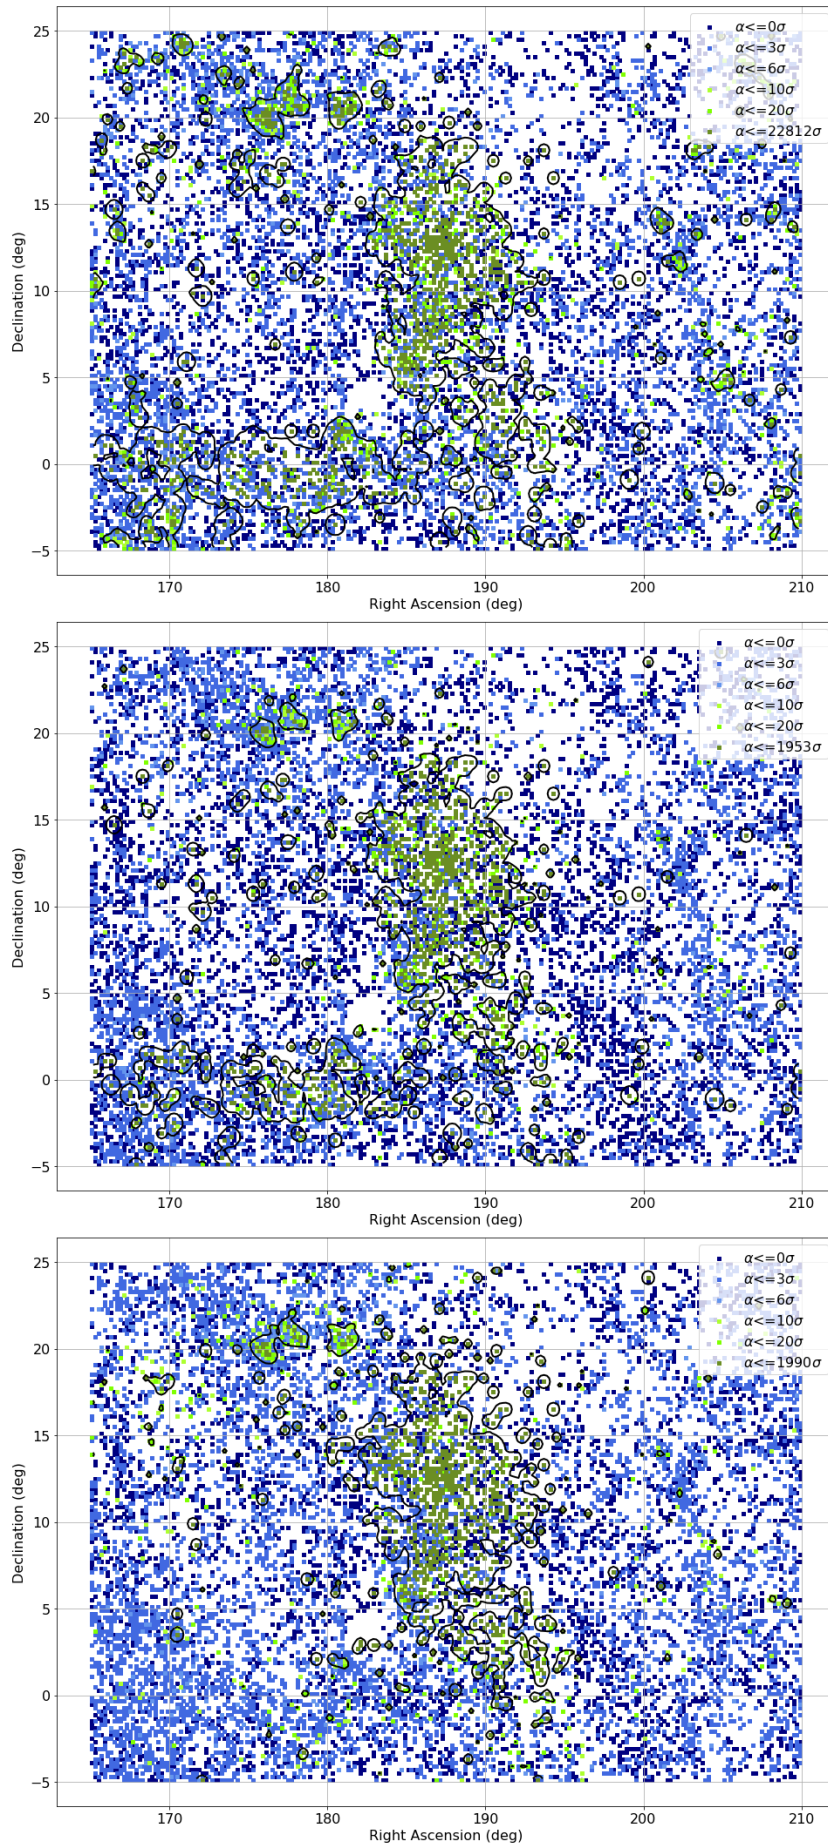 25
20
15
10
5
0
−5
Declination (deg)
α<=0σ
α<=3σ
α<=6σ
α<=10σ
α<=20σ
α<=22812σ
170
180
190
200
210
Right Ascension (deg)
25
20
15
10
5
0
−5
Declination (deg)
α<=0σ
α<=3σ
α<=6σ
α<=10σ
α<=20σ
α<=1953σ
170
180
190
200
210
Right Ascension (deg)
25
20
15
10
5
0
−5
Declination (deg)
α<=0σ
α<=3σ
α<=6σ
α<=10σ
α<=20σ
α<=1990σ
170
180
190
200
210
Right Ascension (deg)